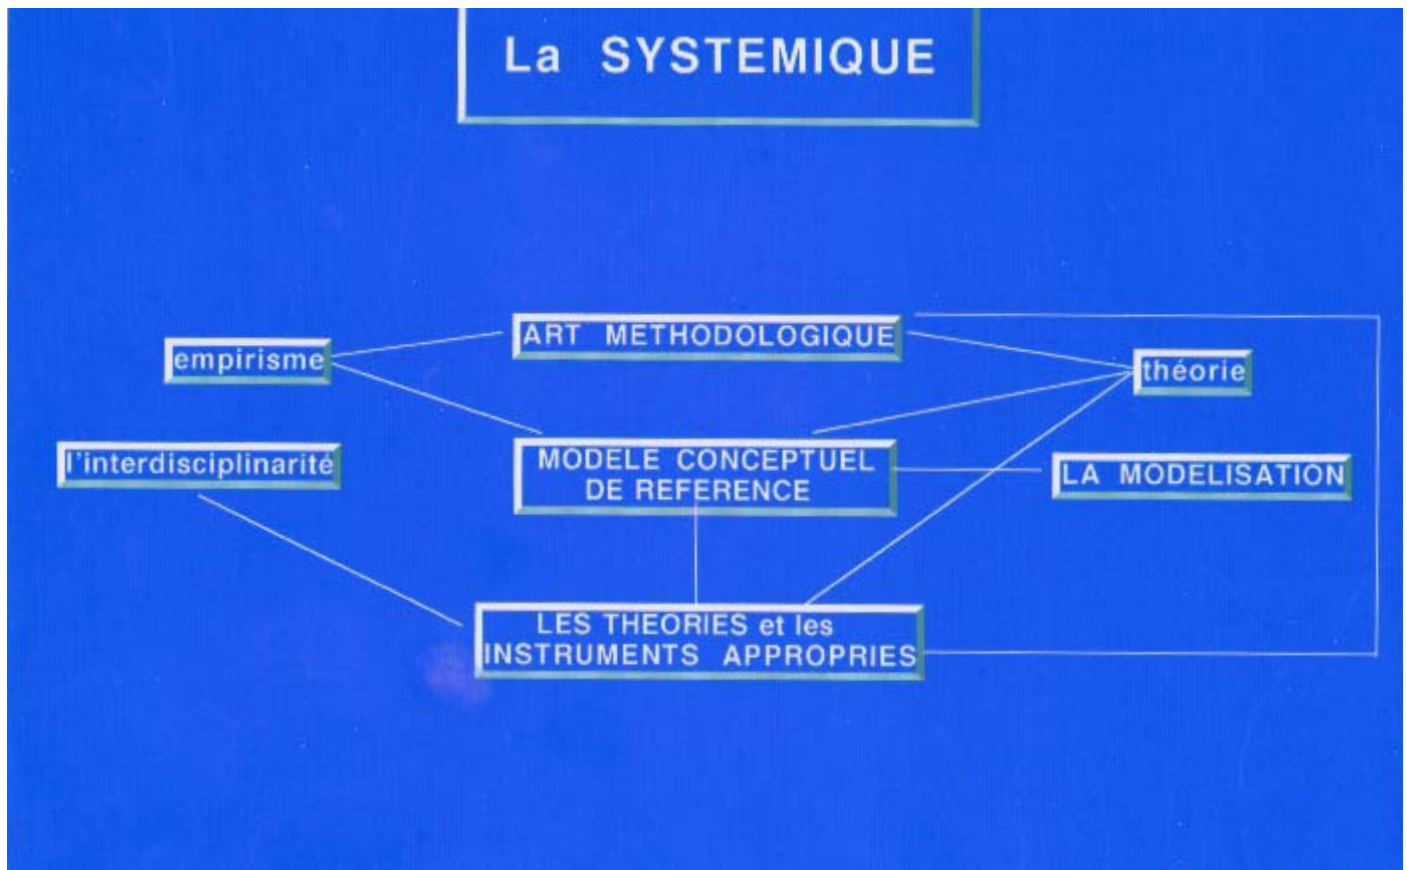 La SYSTEMIQUE
ART METHODOLOGIQUE
empirisme
théorie
l'interdisciplinarité
MODELE CONCEPTUEL
DE REFERENCE
LA MODELISATION
LES THEORIES et les
INSTRUMENTS APPROPRIES